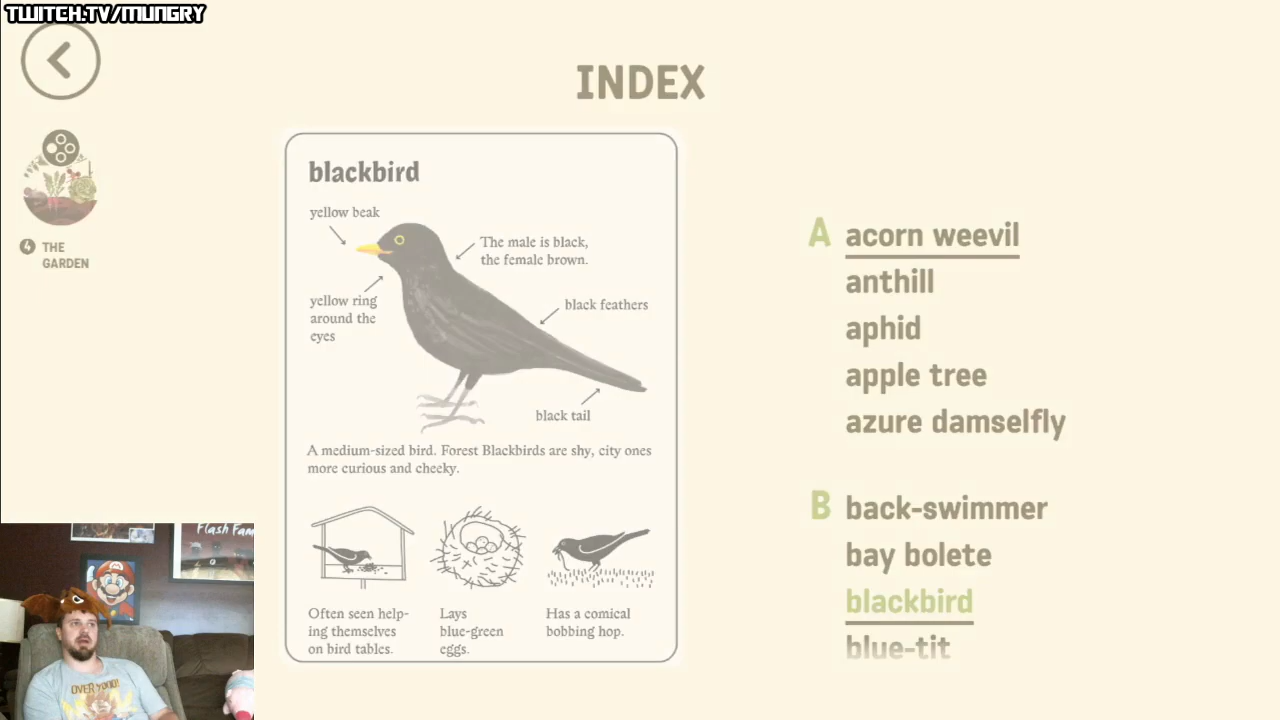 TWITCH.TV/MUNGRY
INDEX
4 THE
GARDEN
blackbird
yellow beak
The male is black,
the female brown.
yellow ring
around the
eyes
black feathers
black tail
A medium-sized bird. Forest Blackbirds are shy, city ones
more curious and cheeky.
Often seen help-
ing themselves
on bird tables.
Lays
blue-green
eggs.
Has a comical
bobbing hop.
A acorn weevil
anthill
aphid
apple tree
azure damselfly
B back-swimmer
bay bolete
blackbird
blue-tit
Flash